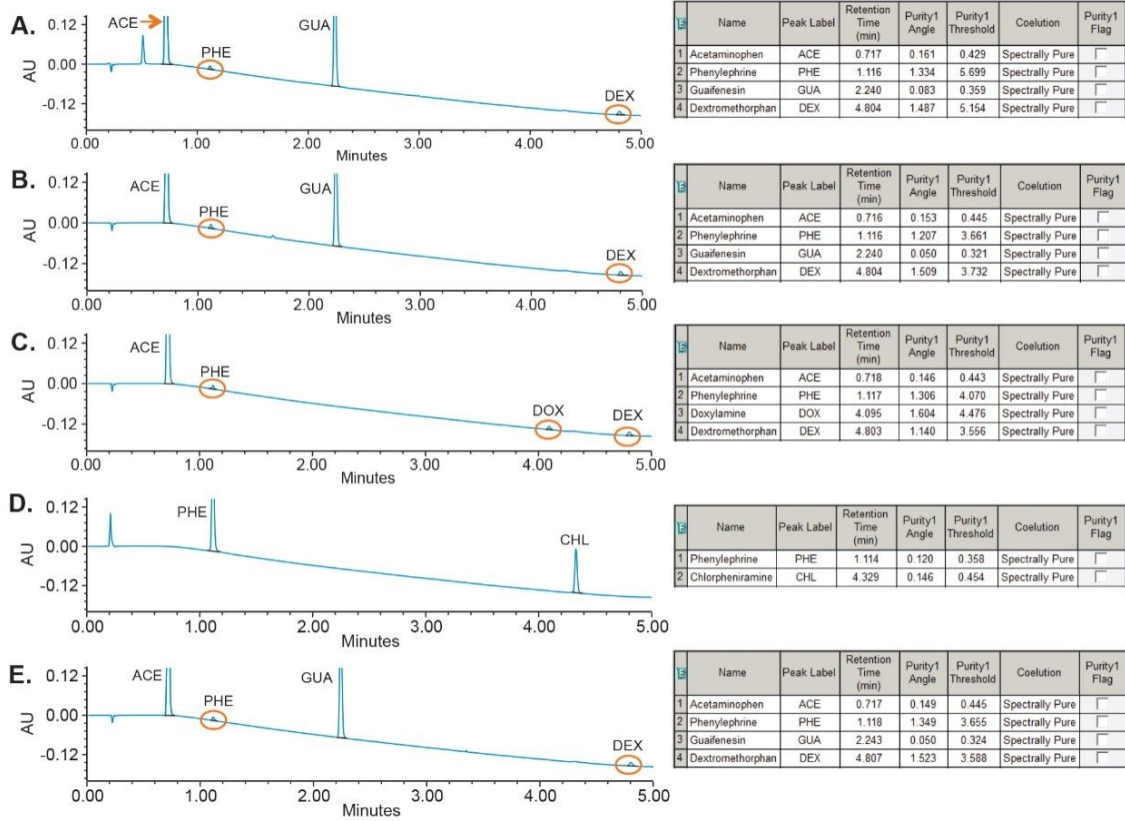 A.
ACE
PHE
GUA
DEX
AU
0.12
0.00
-0.12
0.00 1.00 2.00 3.00 4.00 5.00
Minutes
Name Peak Label Retention Time (min) Purity1 Angle Purity1 Threshold Coelution Purity1 Flag
1 Acetaminophen ACE 0.717 0.161 0.429 Spectrally Pure
2 Phenylephrine PHE 1.116 1.334 5.699 Spectrally Pure
3 Guaifenesin GUA 2.240 0.083 0.359 Spectrally Pure
4 Dextromethorphan DEX 4.804 1.487 5.154 Spectrally Pure
B.
ACE
PHE
GUA
DEX
AU
0.12
0.00
-0.12
0.00 1.00 2.00 3.00 4.00 5.00
Minutes
Name Peak Label Retention Time (min) Purity1 Angle Purity1 Threshold Coelution Purity1 Flag
1 Acetaminophen ACE 0.716 0.153 0.445 Spectrally Pure
2 Phenylephrine PHE 1.116 1.207 3.661 Spectrally Pure
3 Guaifenesin GUA 2.240 0.050 0.321 Spectrally Pure
4 Dextromethorphan DEX 4.804 1.509 3.732 Spectrally Pure
C.
ACE
PHE
DOX
DEX
AU
0.12
0.00
-0.12
0.00 1.00 2.00 3.00 4.00 5.00
Minutes
Name Peak Label Retention Time (min) Purity1 Angle Purity1 Threshold Coelution Purity1 Flag
1 Acetaminophen ACE 0.718 0.146 0.443 Spectrally Pure
2 Phenylephrine PHE 1.117 1.306 4.070 Spectrally Pure
3 Doxylamine DOX 4.095 1.604 4.476 Spectrally Pure
4 Dextromethorphan DEX 4.803 1.140 3.556 Spectrally Pure
D.
PHE
CHL
AU
0.12
0.00
-0.12
0.00 1.00 2.00 3.00 4.00 5.00
Minutes
Name Peak Label Retention Time (min) Purity1 Angle Purity1 Threshold Coelution Purity1 Flag
1 Phenylephrine PHE 1.114 0.120 0.358 Spectrally Pure
2 Chlorpheniramine CHL 4.329 0.146 0.454 Spectrally Pure
E.
ACE
PHE
GUA
DEX
AU
0.12
0.00
-0.12
0.00 1.00 2.00 3.00 4.00 5.00
Minutes
Name Peak Label Retention Time (min) Purity1 Angle Purity1 Threshold Coelution Purity1 Flag
1 Acetaminophen ACE 0.717 0.149 0.445 Spectrally Pure
2 Phenylephrine PHE 1.118 1.349 3.655 Spectrally Pure
3 Guaifenesin GUA 2.243 0.050 0.324 Spectrally Pure
4 Dextromethorphan DEX 4.807 1.523 3.588 Spectrally Pure